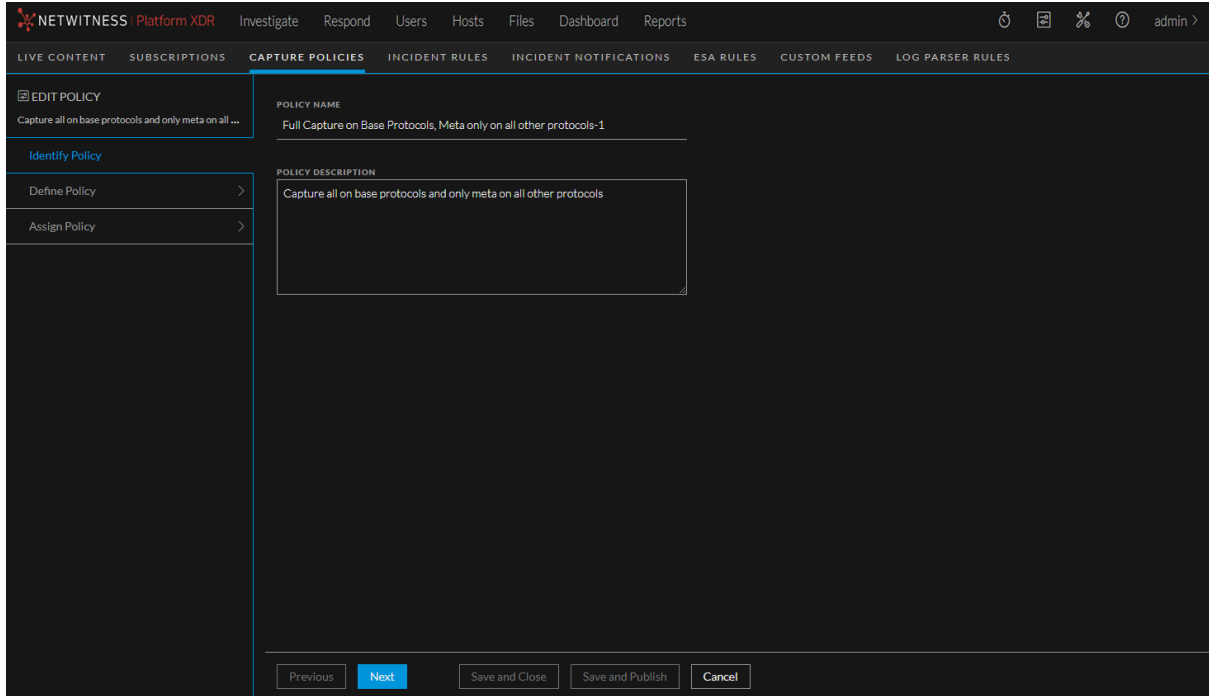 NETWITNESS Platform XDR Investigate Respond Users Hosts Files Dashboard Reports admin >
LIVE CONTENT SUBSCRIPTIONS CAPTURE POLICIES INCIDENT RULES INCIDENT NOTIFICATIONS ESA RULES CUSTOM FEEDS LOG PARSER RULES
EDIT POLICY
Capture all on base protocols and only meta on all ...
Identify Policy
Define Policy
Assign Policy
POLICY NAME
Full Capture on Base Protocols, Meta only on all other protocols-1
POLICY DESCRIPTION
Capture all on base protocols and only meta on all other protocols
Previous Next Save and Close Save and Publish Cancel